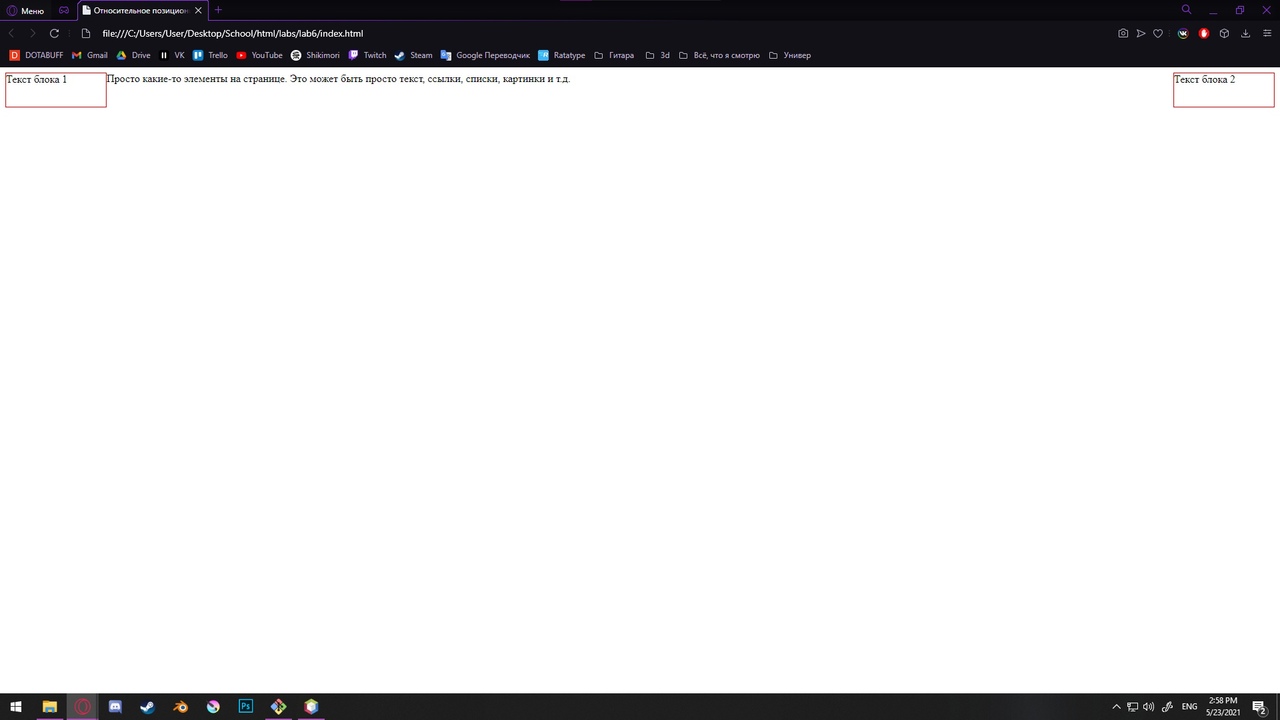 Меню
Относительное позицион
file:///C:/Users/User/Desktop/School/html/labs/lab6/index.html
DOTABUFF Gmail Drive VK Trello YouTube Shikimori Twitch Steam Google Переводчик Ratatype Гитара 3d Всё, что я смотрю Универ
Текст блока 1 Просто какие-то элементы на странице. Это может быть просто текст, ссылки, списки, картинки и т.д. Текст блока 2
Ps
ENG
2:58 PM
5/23/2021
2